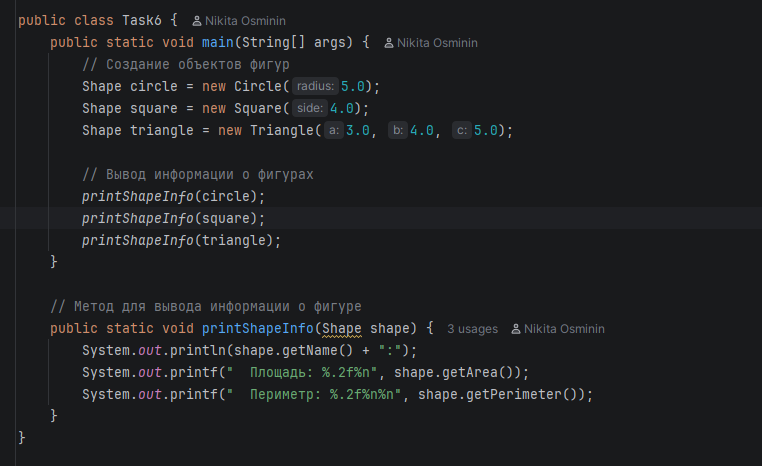 public class Task6 { Nikita Osminin
public static void main(String[] args) { Nikita Osminin
// Создание объектов фигур
Shape circle = new Circle( radius: 5.0);
Shape square = new Square( side: 4.0);
Shape triangle = new Triangle( a: 3.0, b: 4.0, c: 5.0);
// Вывод информации о фигурах
printShapeInfo(circle);
printShapeInfo(square);
printShapeInfo(triangle);
}
// Метод для вывода информации о фигуре
public static void printShapeInfo(Shape shape) { 3 usages Nikita Osminin
System.out.println(shape.getName() + ":");
System.out.printf("  Площадь: %.2f%n", shape.getArea());
System.out.printf("  Периметр: %.2f%n%n", shape.getPerimeter());
}
}